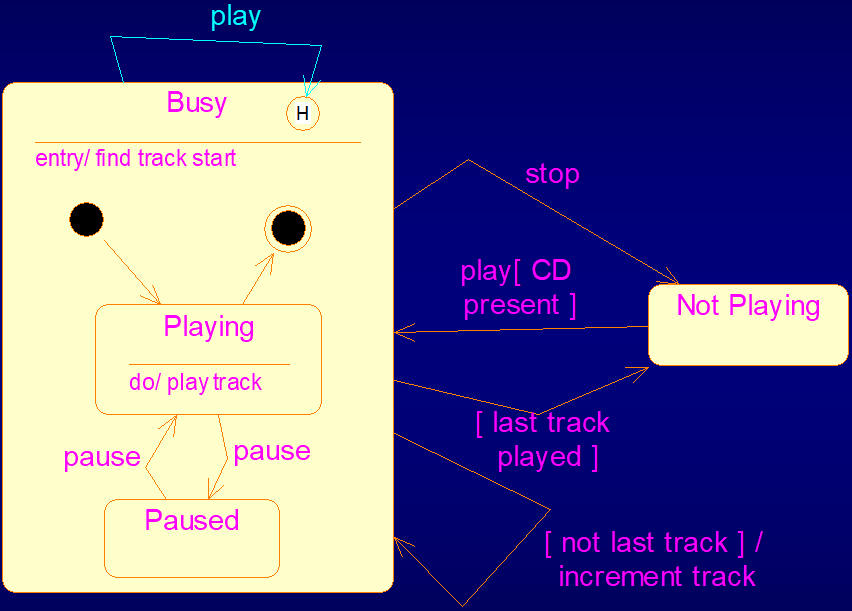 play
Busy
H
entry/ find track start
stop
play[ CD
present ]
Not Playing
Playing
do/ play track
[ last track
played ]
pause
pause
Paused
[ not last track ] /
increment track